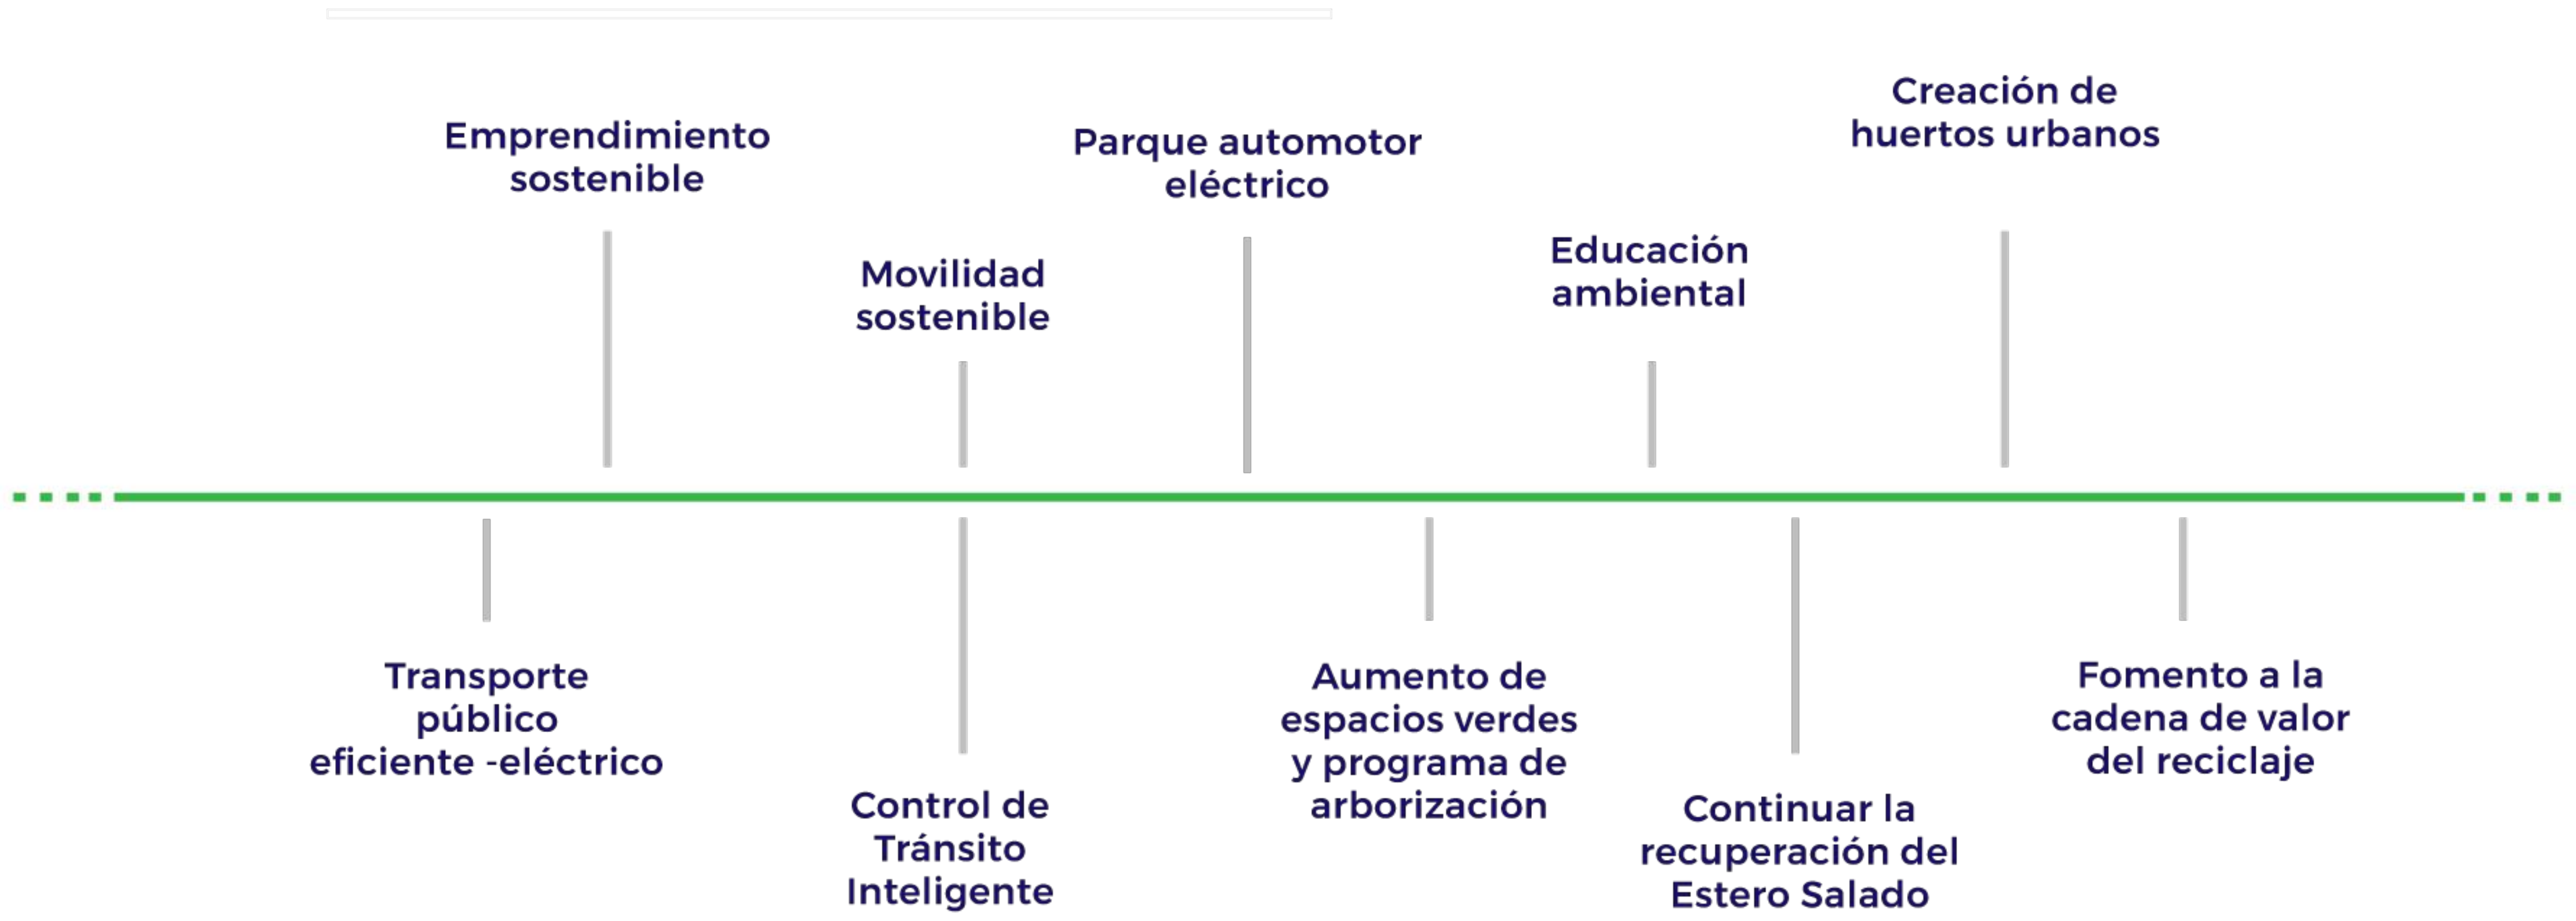 Emprendimiento
sostenible
Movilidad
sostenible
Parque automotor
eléctrico
Educación
ambiental
Creación de
huertos urbanos
Transporte
público
eficiente -eléctrico
Control de
Tránsito
Inteligente
Aumento de
espacios verdes
y programa de
arborización
Continuar la
recuperación del
Estero Salado
Fomento a la
cadena de valor
del reciclaje